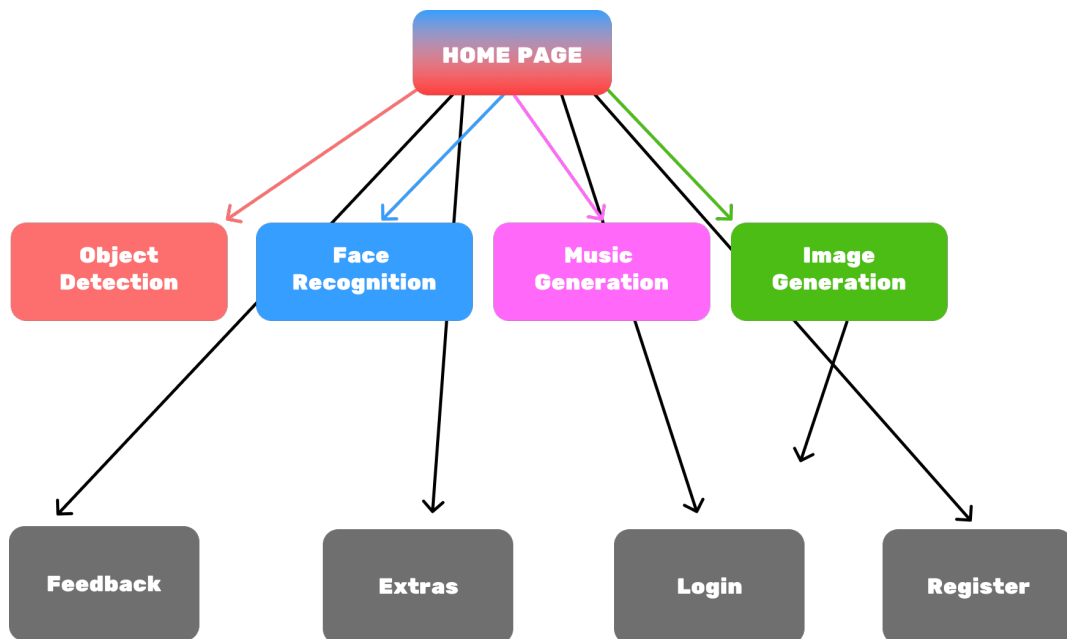 HOME PAGE
Object
Detection
Face
Recognition
Music
Generation
Image
Generation
Feedback
Extras
Login
Register